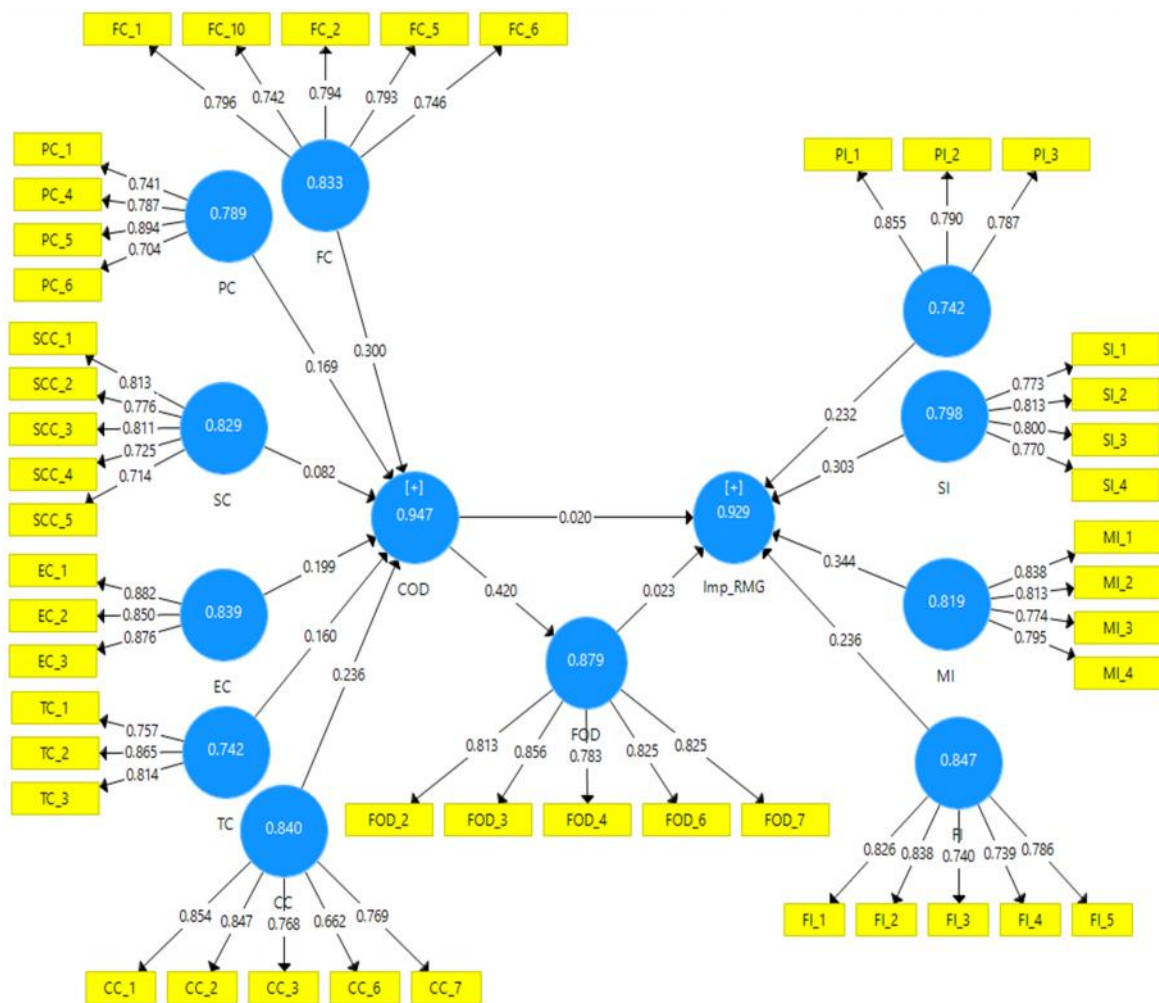 FC_1 FC_10 FC_2 FC_5 FC_6
0.796 0.742 0.794 0.793 0.746
0.833
FC
PC_1
PC_4
PC_5
PC_6
0.741
0.787
0.894
0.704
0.789
PC
0.300
0.169
SCC_1
SCC_2
SCC_3
SCC_4
SCC_5
0.813
0.776
0.811
0.725
0.714
0.829
SC
0.082
EC_1
EC_2
EC_3
0.882
0.850
0.876
0.839
EC
0.199
TC_1
TC_2
TC_3
0.757
0.865
0.814
0.742
TC
0.160
0.236
0.840
CC
0.854 0.847 0.768 0.662 0.769
CC_1 CC_2 CC_3 CC_6 CC_7
[+]
0.947
COD
0.020
0.420
0.023
0.879
FOD
0.813 0.856 0.783 0.825 0.825
FOD_2 FOD_3 FOD_4 FOD_6 FOD_7
[+]
0.929
Imp_RMG
PI_1 PI_2 PI_3
0.855 0.790 0.787
0.742
0.232
SI_1
SI_2
SI_3
SI_4
0.773
0.813
0.800
0.770
0.798
SI
0.303
MI_1
MI_2
MI_3
MI_4
0.838
0.813
0.774
0.795
0.819
MI
0.344
0.236
0.847
FI
0.826 0.838 0.740 0.739 0.786
FI_1 FI_2 FI_3 FI_4 FI_5